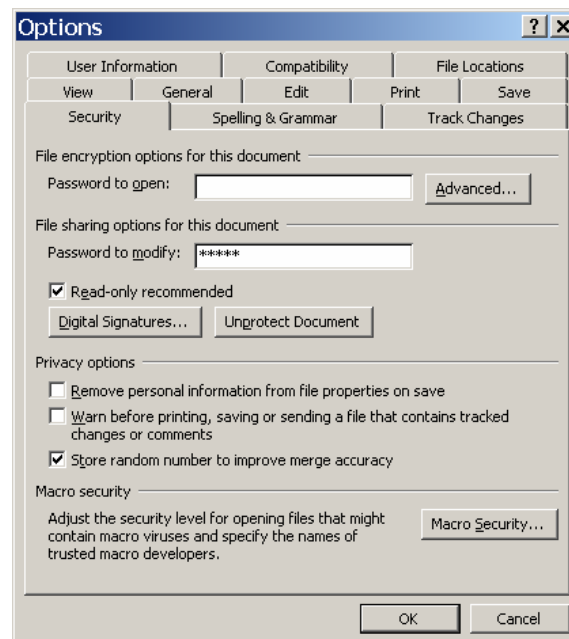 Options
User Information Compatibility File Locations
View General Edit Print Save
Security Spelling & Grammar Track Changes
File encryption options for this document
Password to open: Advanced...
File sharing options for this document
Password to modify: *****
Read-only recommended
Digital Signatures... Unprotect Document
Privacy options
Remove personal information from file properties on save
Warn before printing, saving or sending a file that contains tracked
changes or comments
Store random number to improve merge accuracy
Macro security
Adjust the security level for opening files that might
contain macro viruses and specify the names of
trusted macro developers.
Macro Security...
OK Cancel